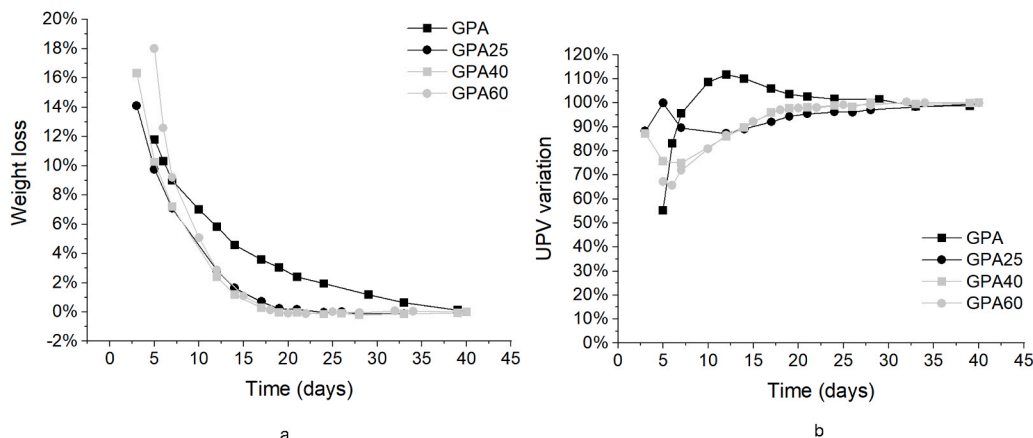 20%
18%
16%
14%
12%
10%
8%
6%
4%
2%
0%
-2%
Weight loss
0 5 10 15 20 25 30 35 40 45
Time (days)
GPA
GPA25
GPA40
GPA60
a
120%
110%
100%
90%
80%
70%
60%
50%
40%
30%
20%
10%
0%
UPV variation
0 5 10 15 20 25 30 35 40 45
Time (days)
GPA
GPA25
GPA40
GPA60
b